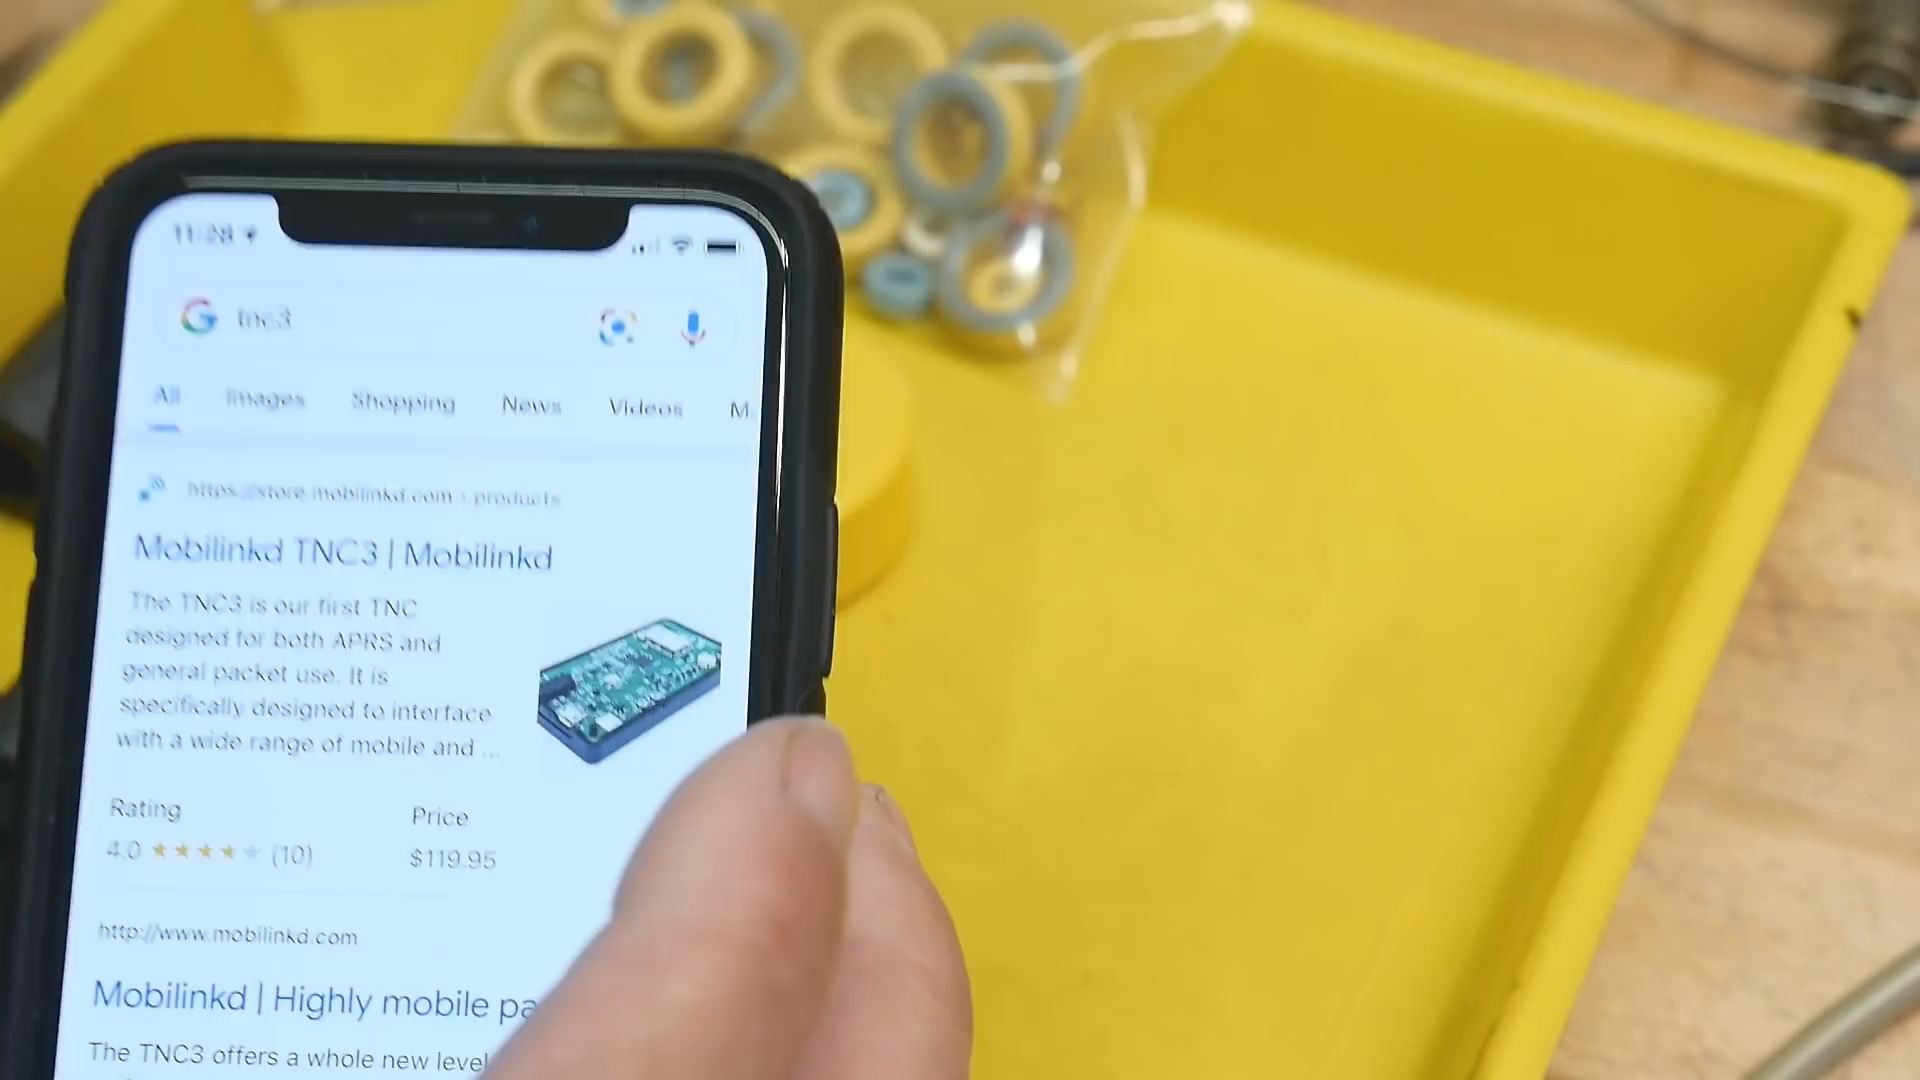 11:28
tnc3
All Images Shopping News Videos M
https://store.mobilinkd.com › products
Mobilinkd TNC3 | Mobilinkd
The TNC3 is our first TNC
designed for both APRS and
general packet use. It is
specifically designed to interface
with a wide range of mobile and ...
Rating Price
4.0 (10) $119.95
http://www.mobilinkd.com
Mobilinkd | Highly mobile pa
The TNC3 offers a whole new level